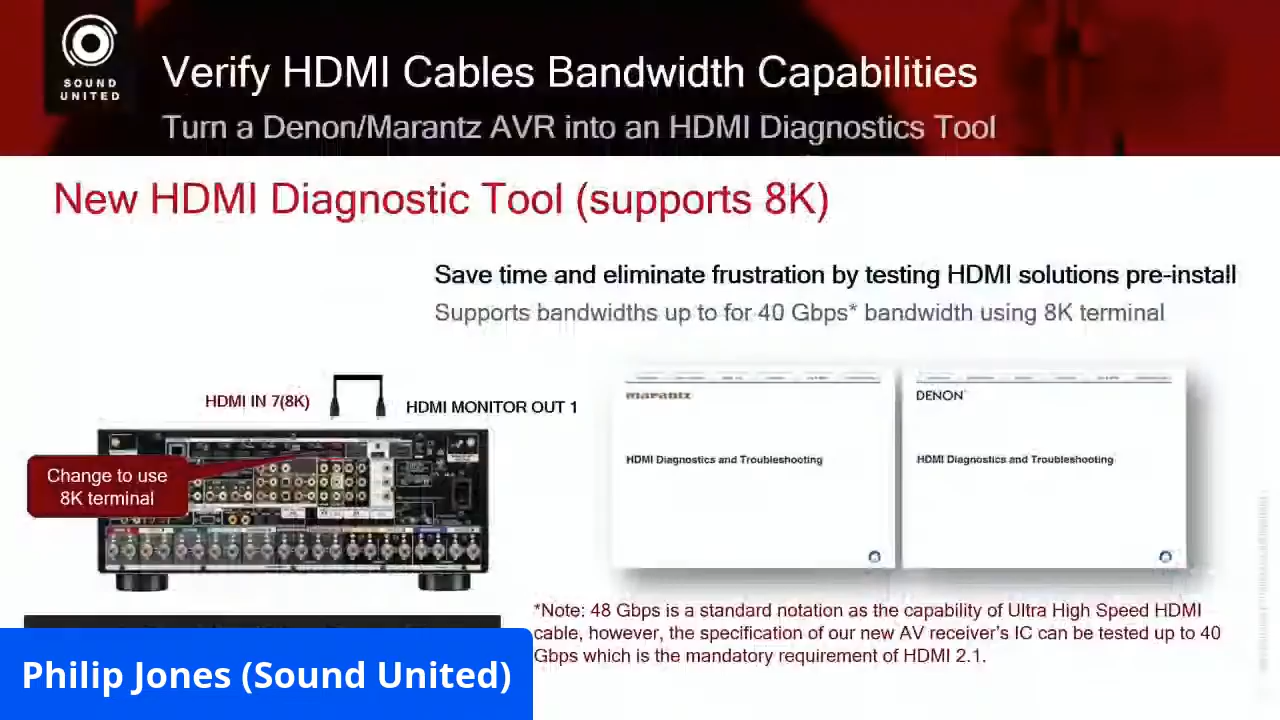 SOUND
UNITED
Verify HDMI Cables Bandwidth Capabilities
Turn a Denon/Marantz AVR into an HDMI Diagnostics Tool
New HDMI Diagnostic Tool (supports 8K)
Save time and eliminate frustration by testing HDMI solutions pre-install
Supports bandwidths up to for 40 Gbps* bandwidth using 8K terminal
HDMI IN 7(8K)
HDMI MONITOR OUT 1
Change to use
8K terminal
marantz
HDMI Diagnostics and Troubleshooting
DENON
HDMI Diagnostics and Troubleshooting
*Note: 48 Gbps is a standard notation as the capability of Ultra High Speed HDMI
cable, however, the specification of our new AV receiver's IC can be tested up to 40
Gbps which is the mandatory requirement of HDMI 2.1.
Philip Jones (Sound United)